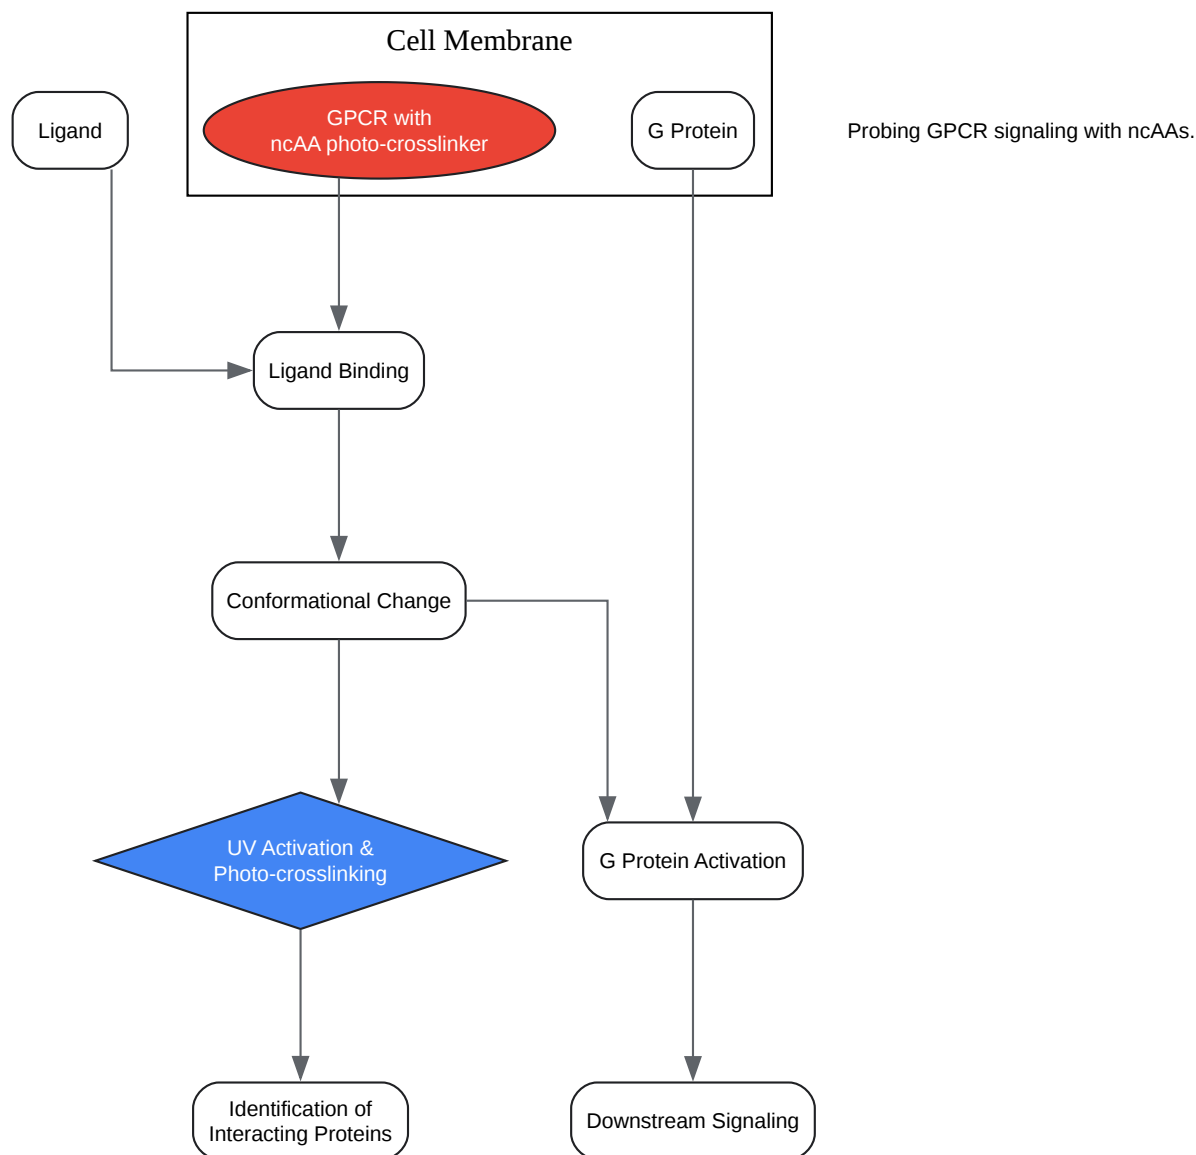 Cell Membrane
Ligand
GPCR with
ncAA photo-crosslinker
G Protein
Probing GPCR signaling with ncAAs.
Ligand Binding
Conformational Change
UV Activation &
Photo-crosslinking
G Protein Activation
Identification of
Interacting Proteins
Downstream Signaling